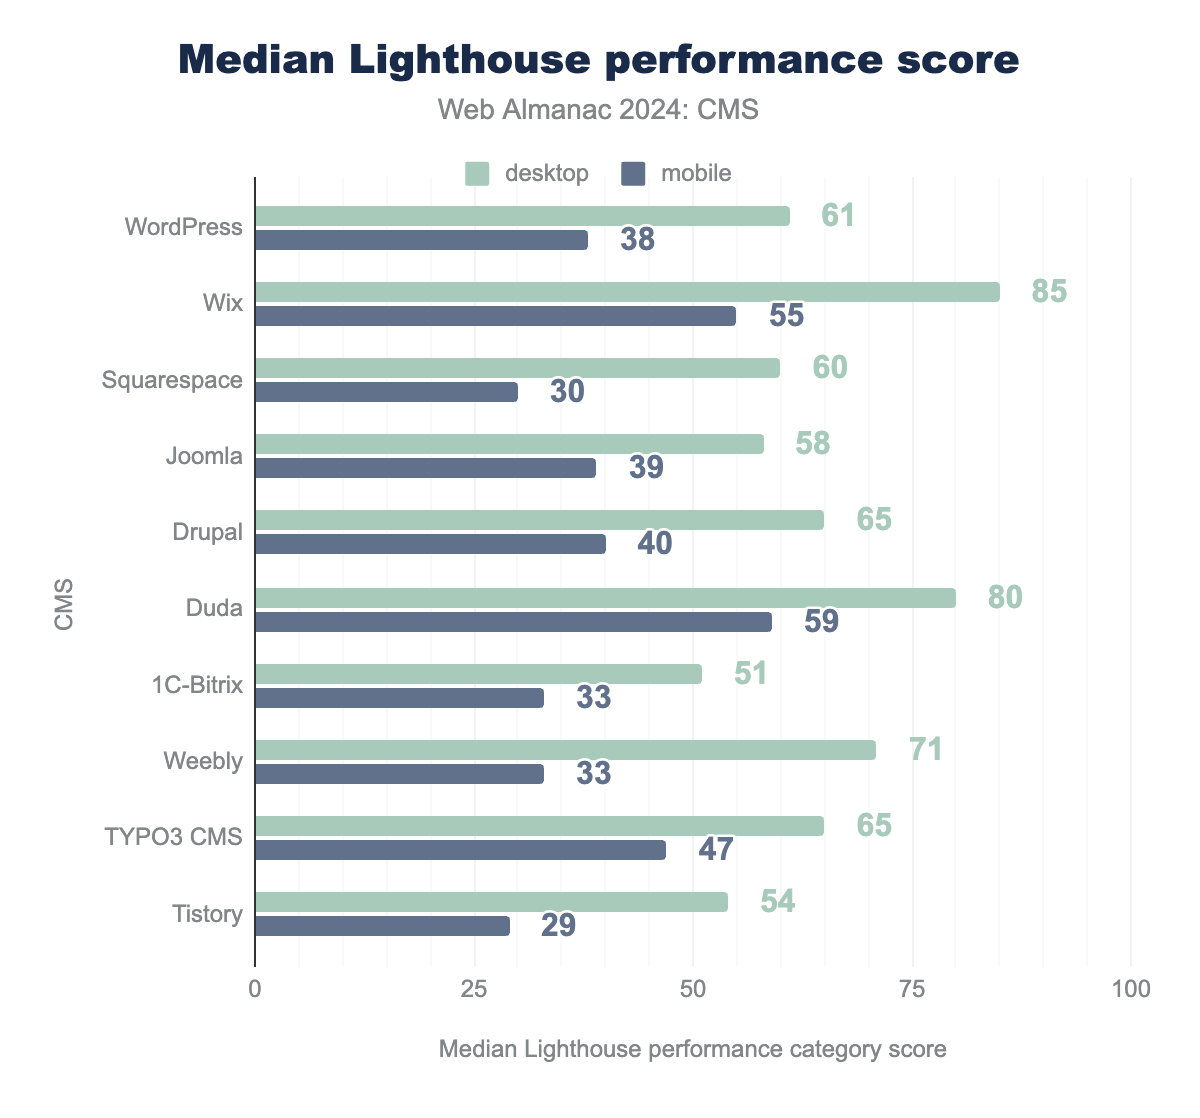 Median Lighthouse performance score
Web Almanac 2024: CMS
desktop mobile
WordPress 61
38
Wix 85
55
Squarespace 60
30
Joomla 58
39
Drupal 65
40
CMS
Duda 80
59
1C-Bitrix 51
33
Weebly 71
33
TYPO3 CMS 65
47
Tistory 54
29
0 25 50 75 100
Median Lighthouse performance category score